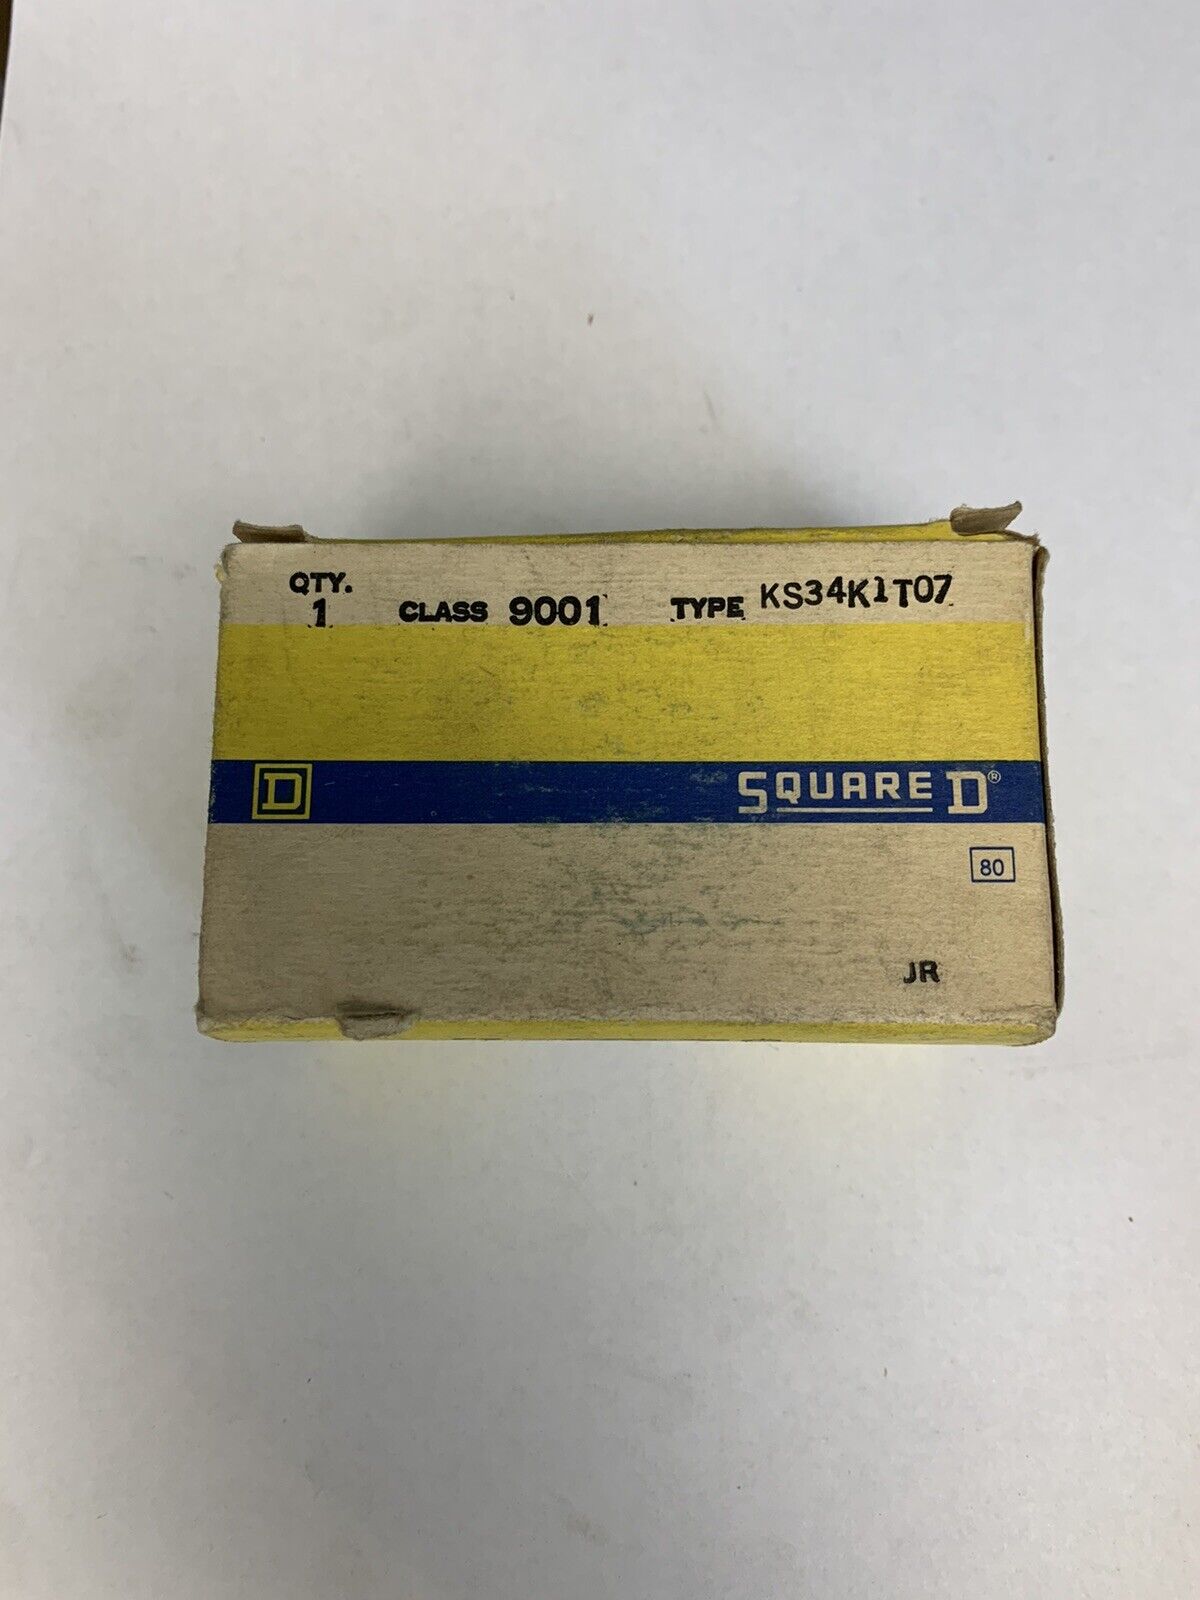 QTY.
1 CLASS 9001 TYPE KS34K1T07
D SQUARE D®
80
JR